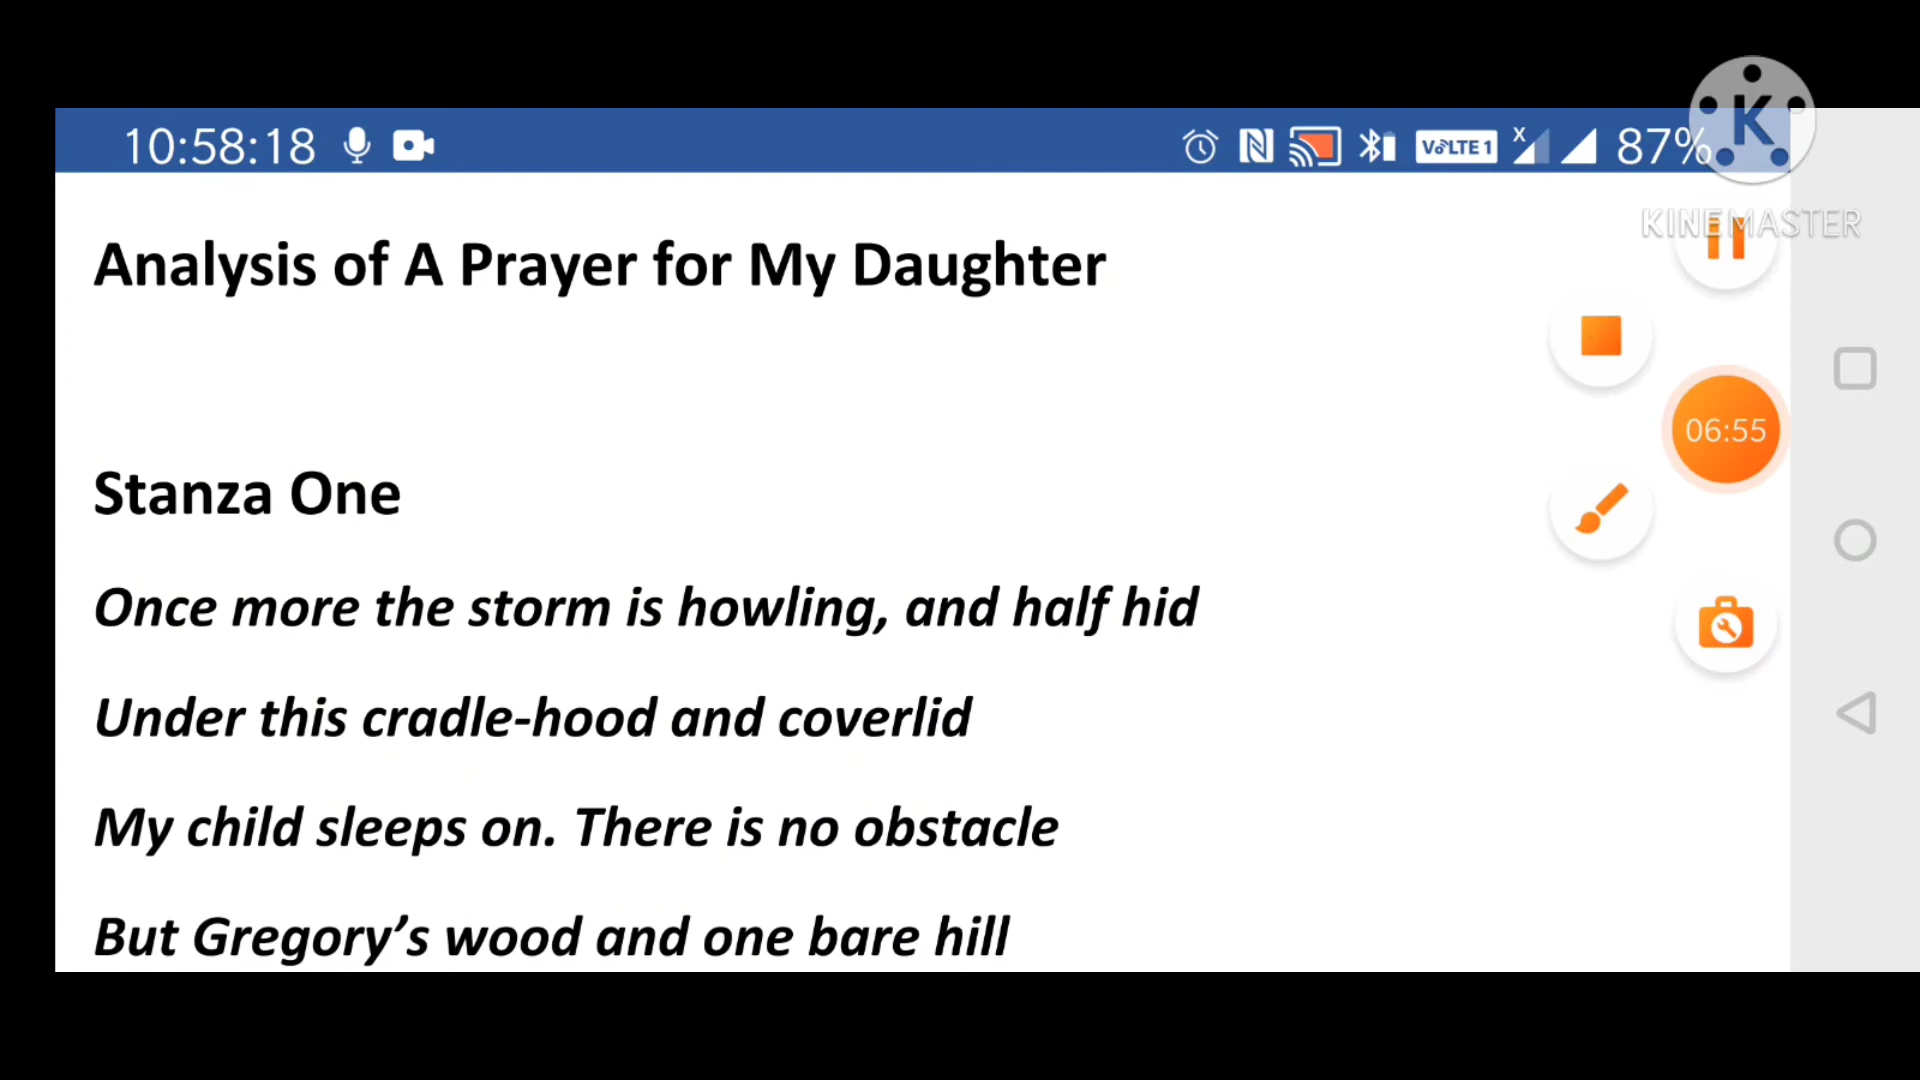 10:58:18 VoLTE 1 X 87%
K
KINEMASTER
Analysis of A Prayer for My Daughter
06:55
Stanza One
Once more the storm is howling, and half hid
Under this cradle-hood and coverlid
My child sleeps on. There is no obstacle
But Gregory’s wood and one bare hill